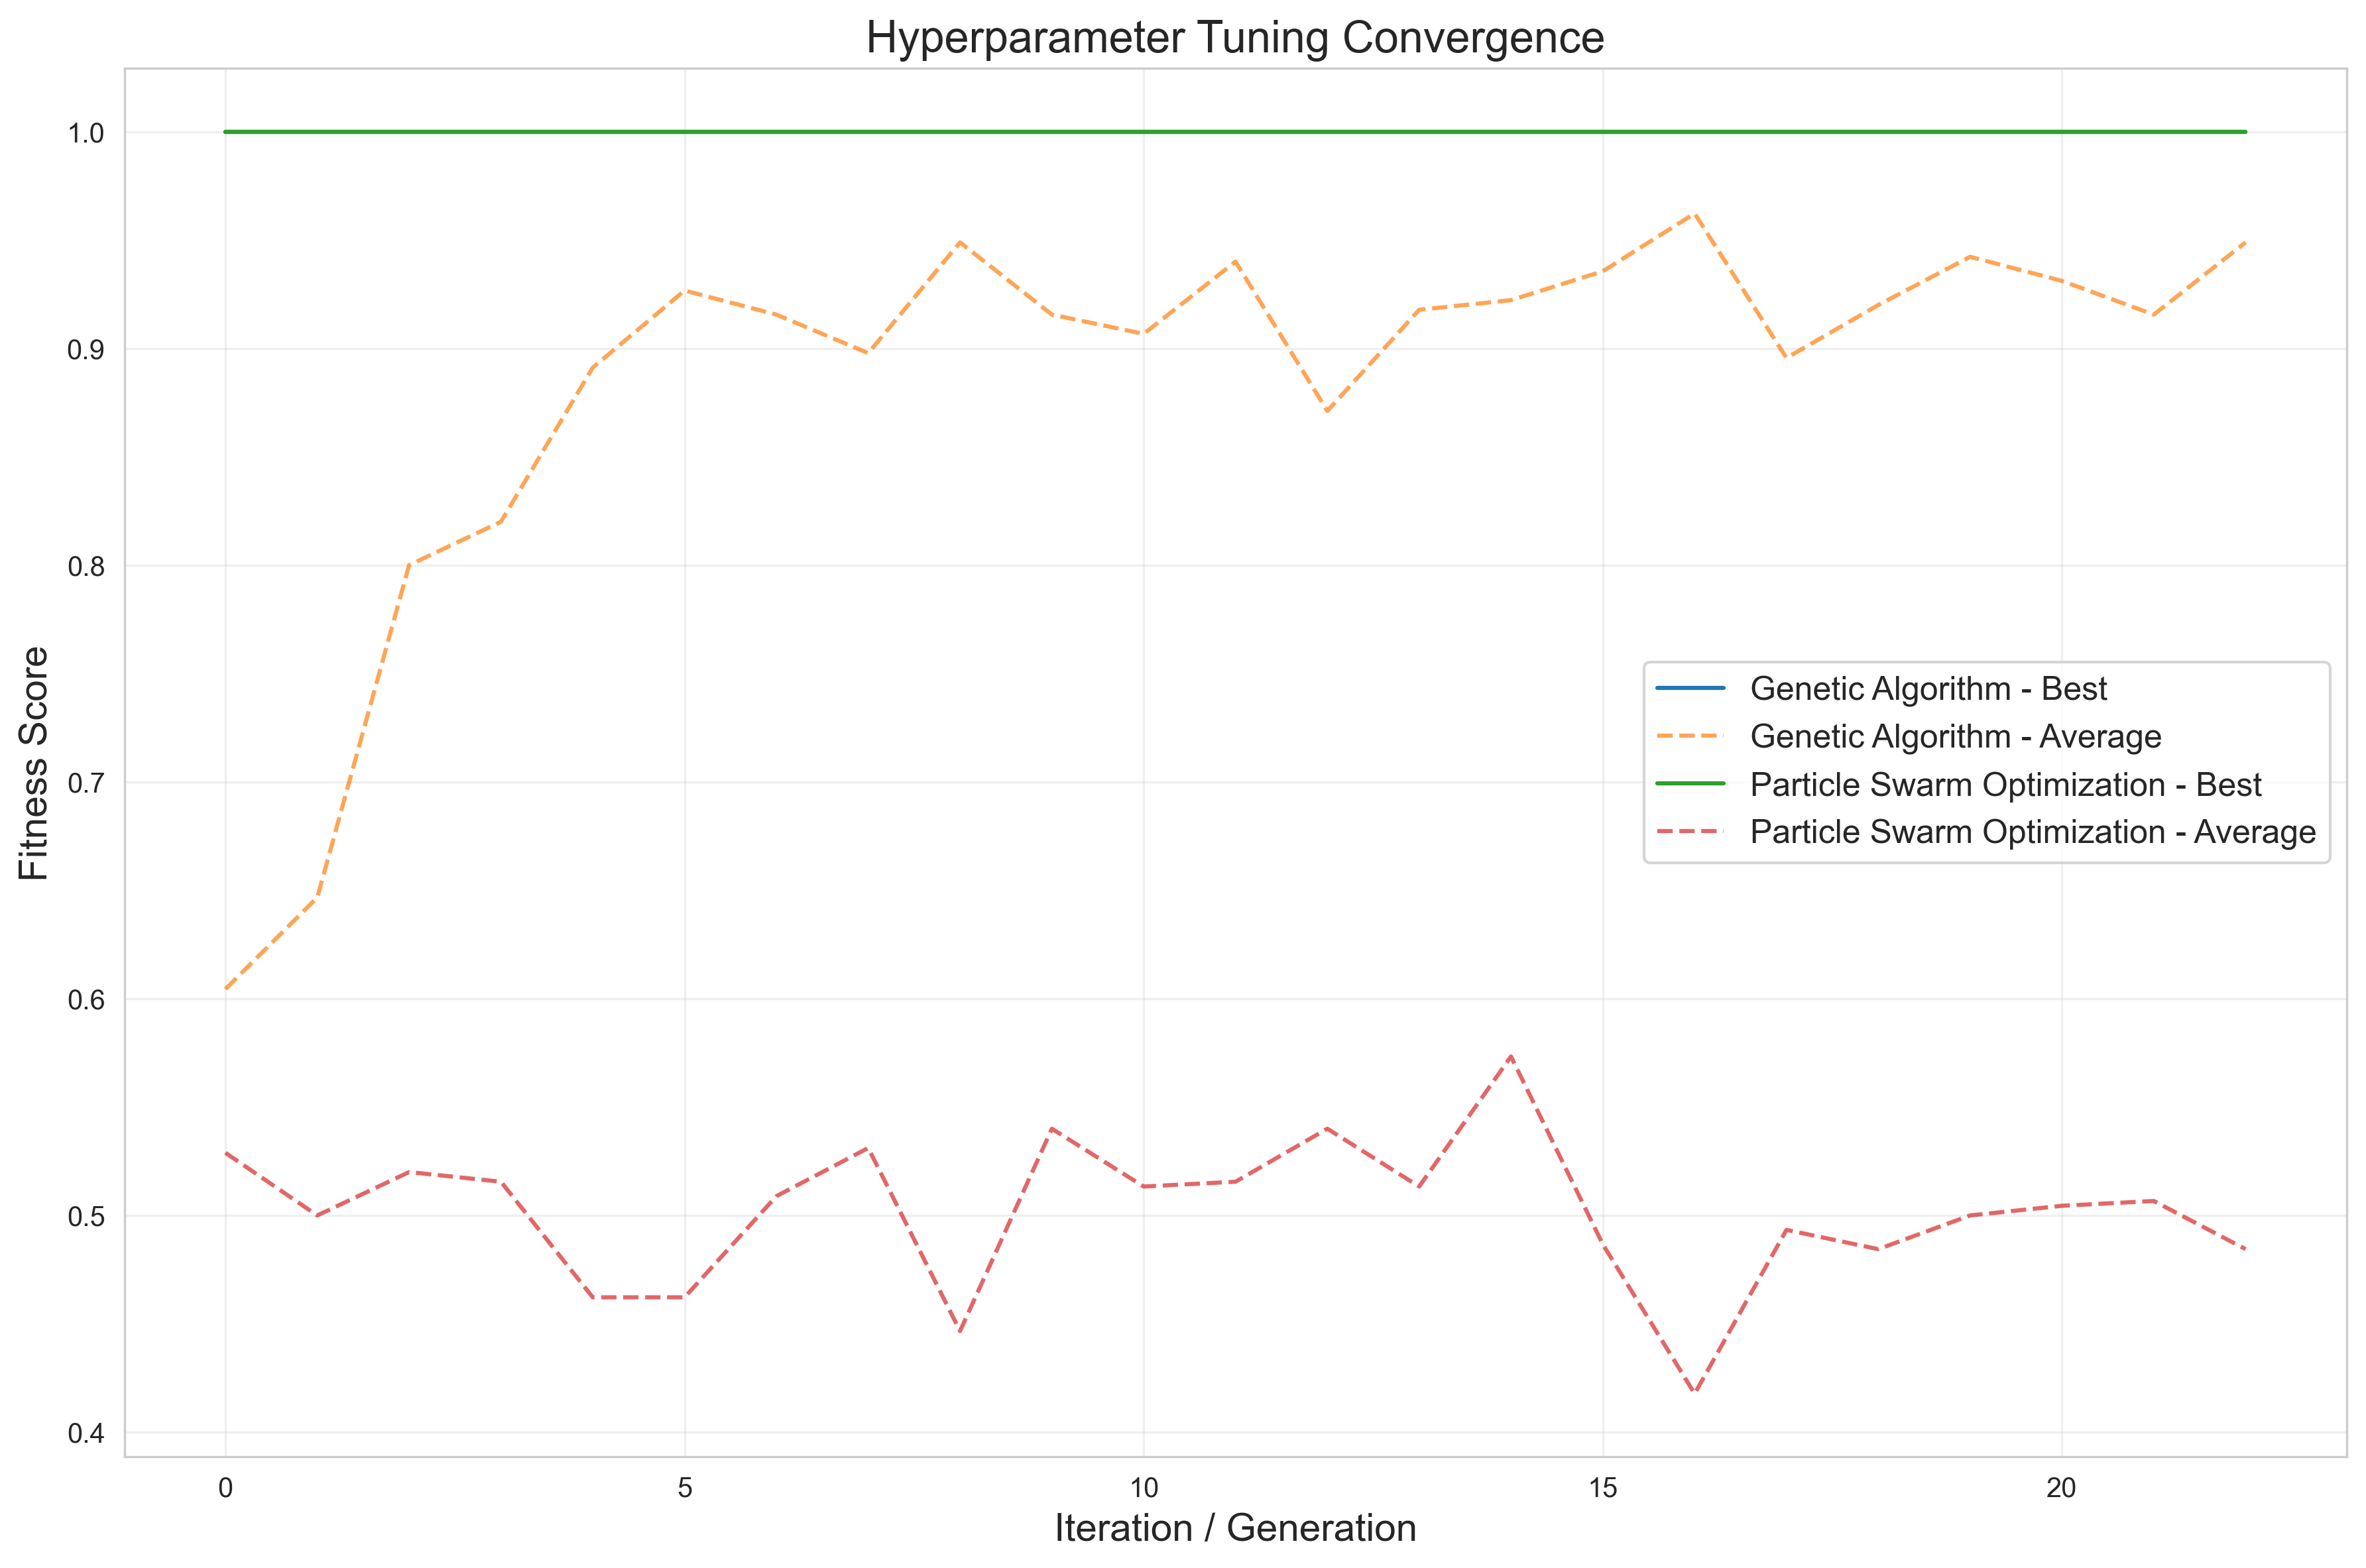 Hyperparameter Tuning Convergence
1.0
0.9
0.8
0.7
0.6
0.5
0.4
Fitness Score
Genetic Algorithm - Best
Genetic Algorithm - Average
Particle Swarm Optimization - Best
Particle Swarm Optimization - Average
0 5 10 15 20
Iteration / Generation